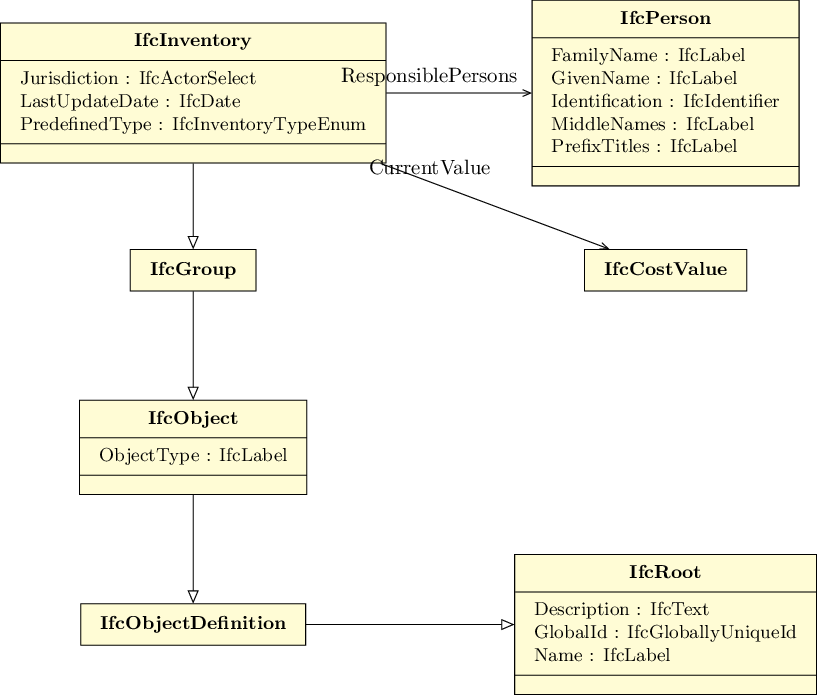 IfcInventory
Jurisdiction : IfcActorSelect
LastUpdateDate : IfcDate
PredefinedType : IfcInventoryTypeEnum
ResponsiblePersons
IfcPerson
FamilyName : IfcLabel
GivenName : IfcLabel
Identification : IfcIdentifier
MiddleNames : IfcLabel
PrefixTitles : IfcLabel
CurrentValue
IfcGroup
IfcCostValue
IfcObject
ObjectType : IfcLabel
IfcObjectDefinition
IfcRoot
Description : IfcText
GlobalId : IfcGloballyUniqueId
Name : IfcLabel